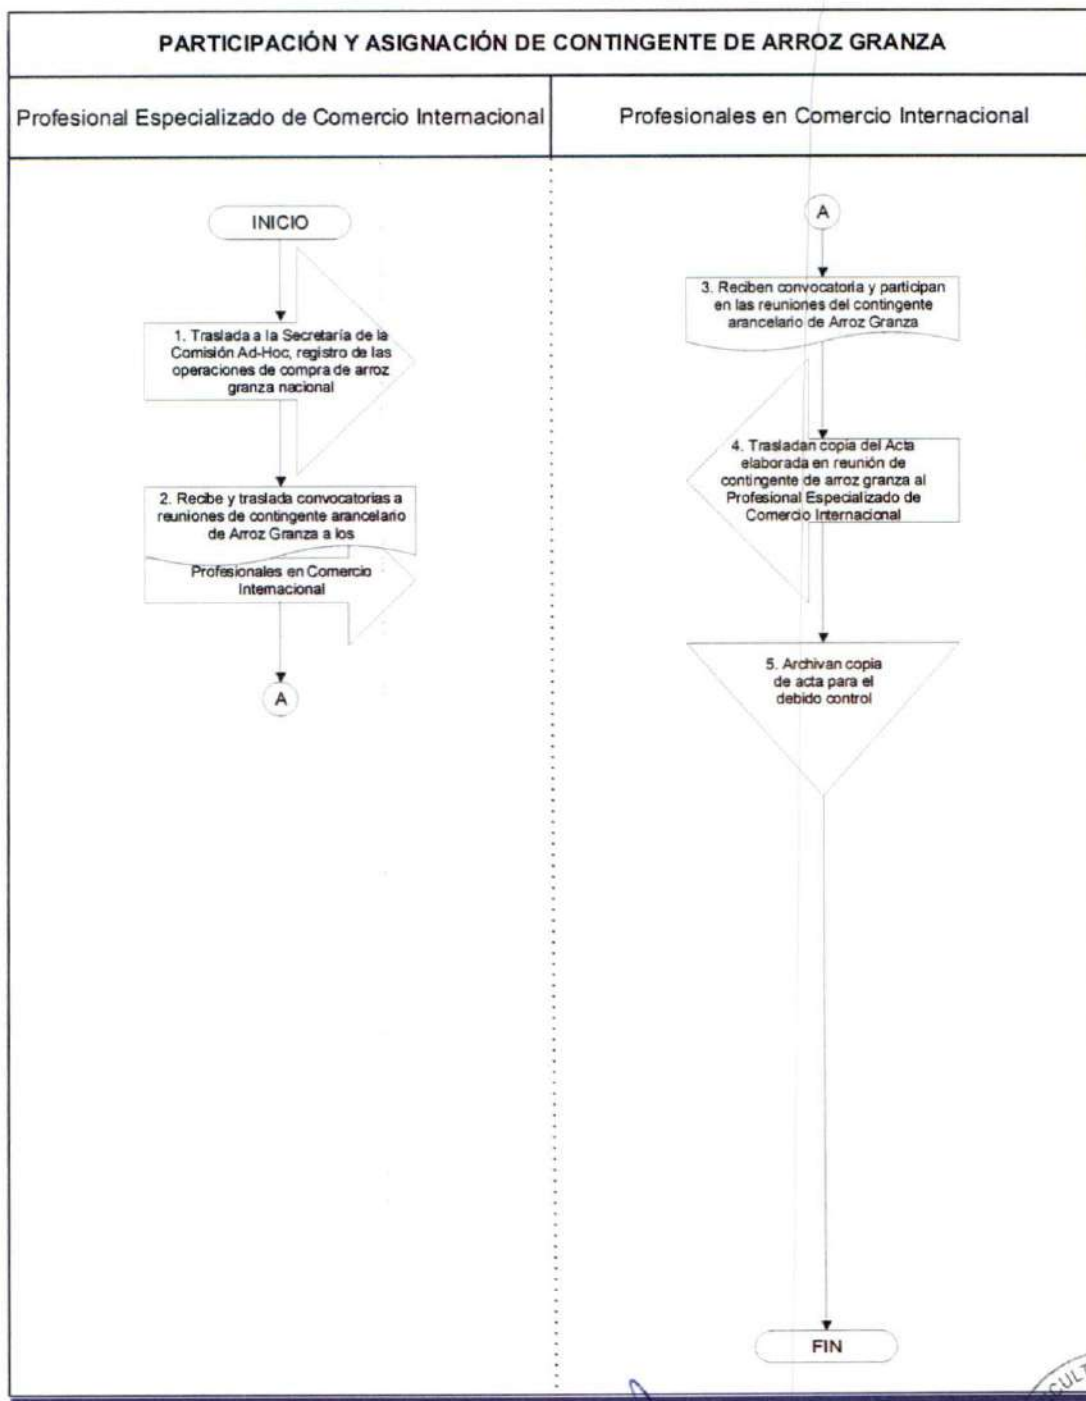 PARTICIPACIÓN Y ASIGNACIÓN DE CONTINGENTE DE ARROZ GRANZA
Profesional Especializado de Comercio Internacional
Profesionales en Comercio Internacional
INICIO
1. Traslada a la Secretaría de la
Comisión Ad-Hoc, registro de las
operaciones de compra de arroz
granza nacional
2. Recibe y traslada convocatorias a
reuniones de contingente arancelario
de Arroz Granza a los
Profesionales en Comercio
Internacional
A
A
3. Reciben convocatoria y participan
en las reuniones del contingente
arancelario de Arroz Granza
4. Trasladan copia del Acta
elaborada en reunión de
contingente de arroz granza al
Profesional Especializado de
Comercio Internacional
5. Archivan copia
de acta para el
debido control
FIN